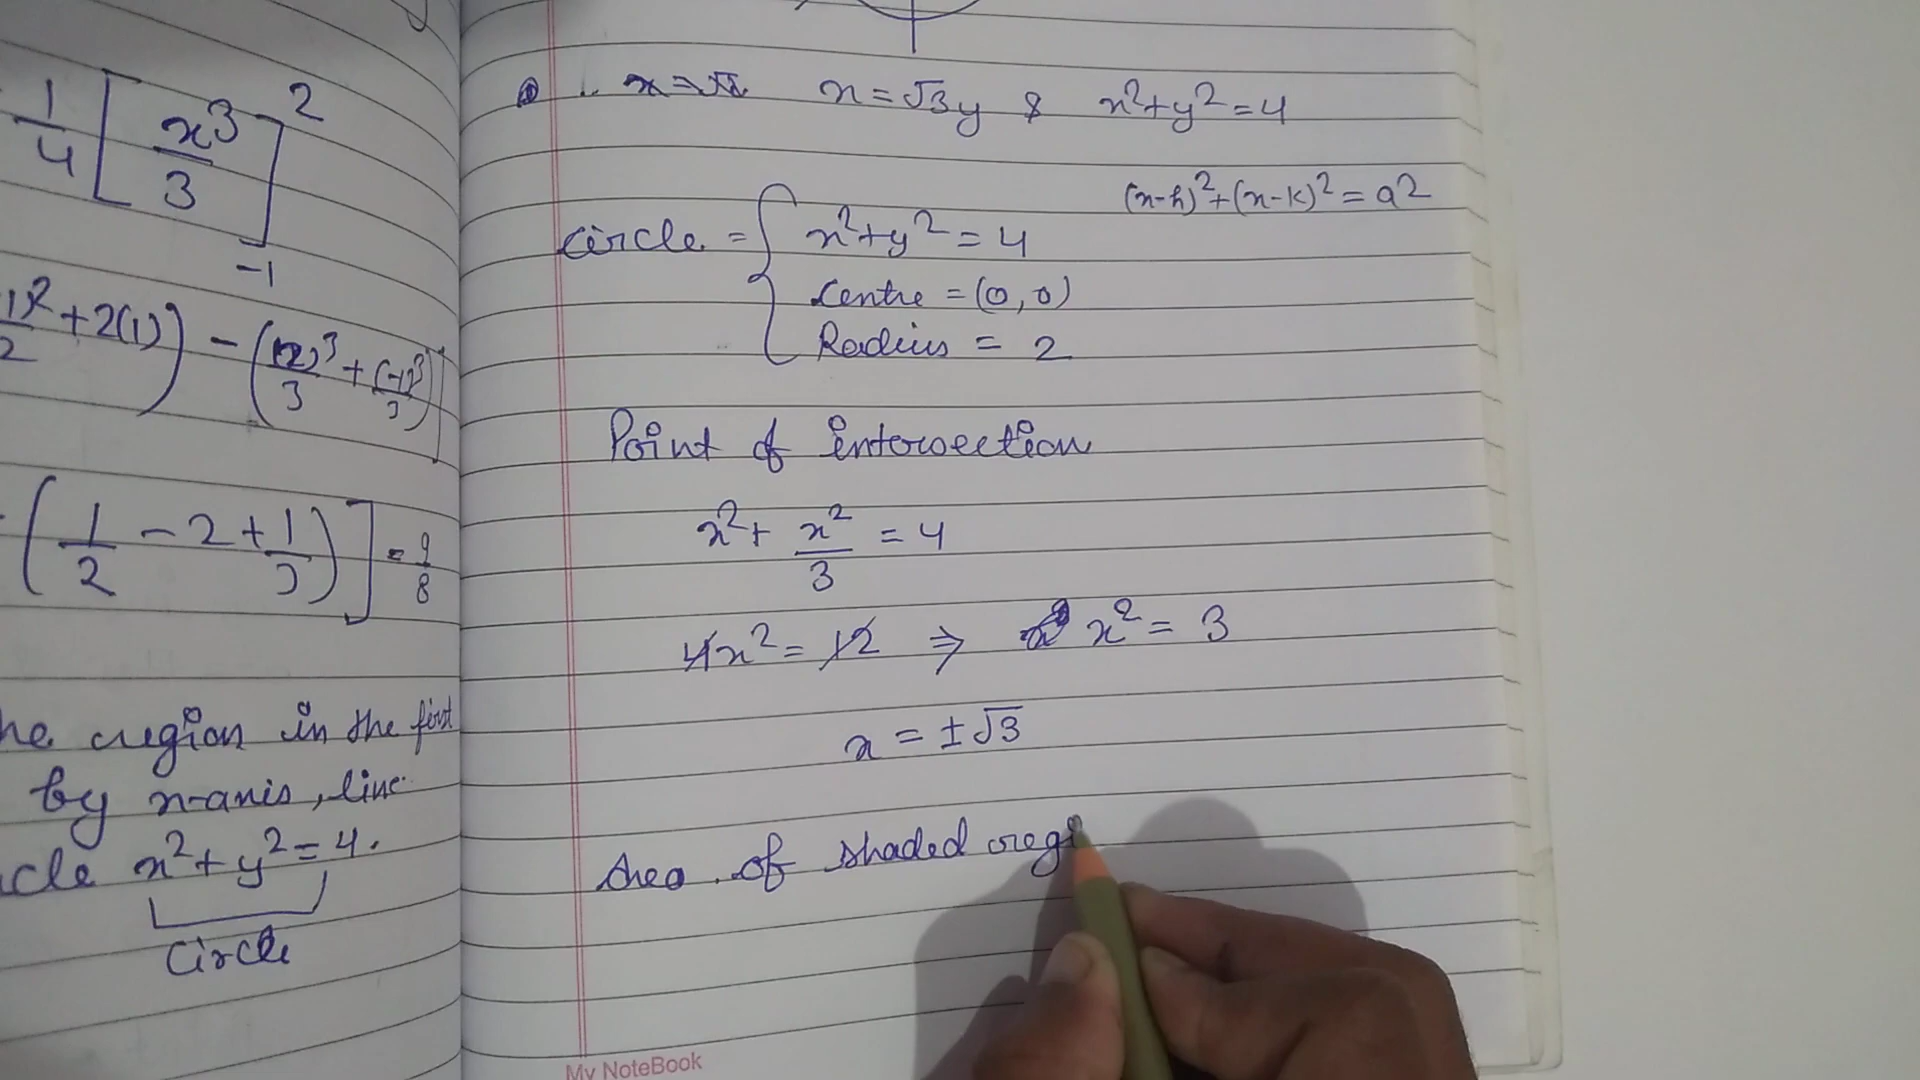 1/4 [x³/3]²₋₁
1)²/2 + 2(1)) - ((2)³/3 + (-1)³/3)]
(1/2 - 2 + 1/3)] = 9/8
he region in the first
by x-axis, line
cle x² + y² = 4.
Circle
x = √3y & x² + y² = 4
(x-h)² + (x-k)² = a²
Circle = { x² + y² = 4
Centre = (0, 0)
Radius = 2
Point of intersection
x² + x²/3 = 4
4x² = 12 ⇒ x² = 3
x = ±√3
Area of shaded regi
My NoteBook